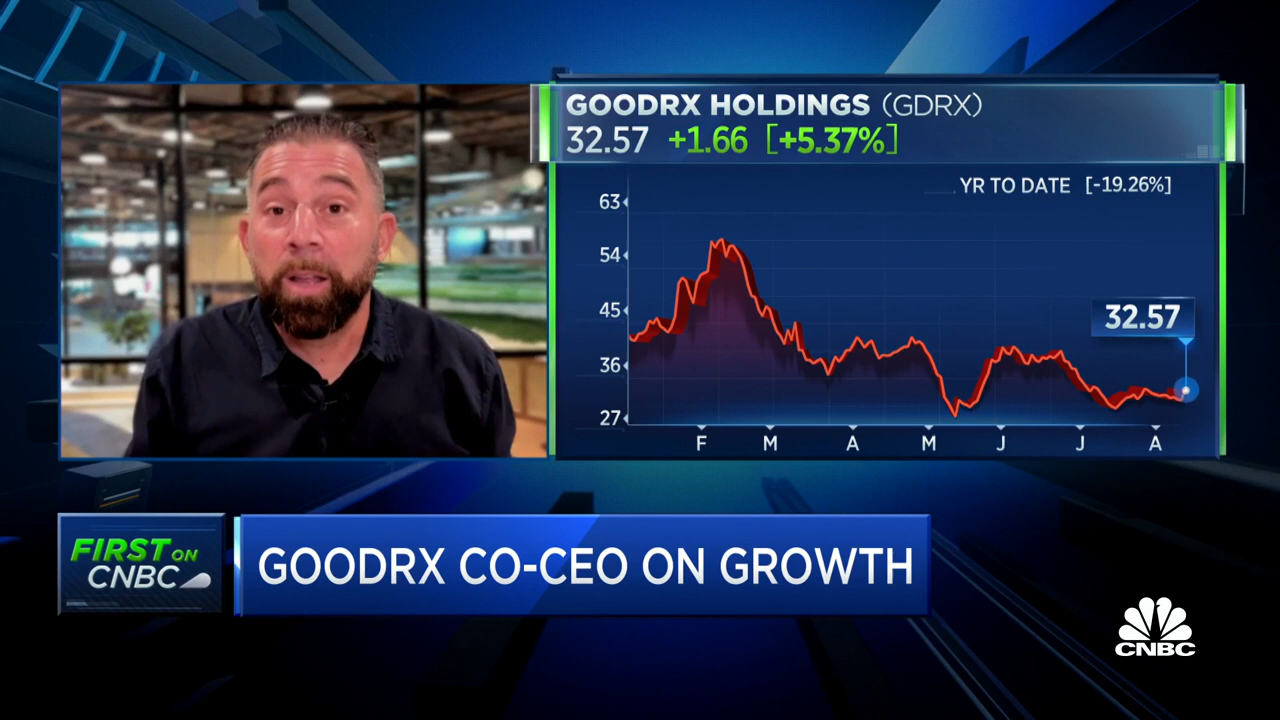 GOODRX HOLDINGS (GDRX)
32.57 +1.66 [+5.37%]
YR TO DATE [-19.26%]
63
54
45
36
27
32.57
F M A M J J A
FIRST ON
CNBC
GOODRX CO-CEO ON GROWTH
CNBC